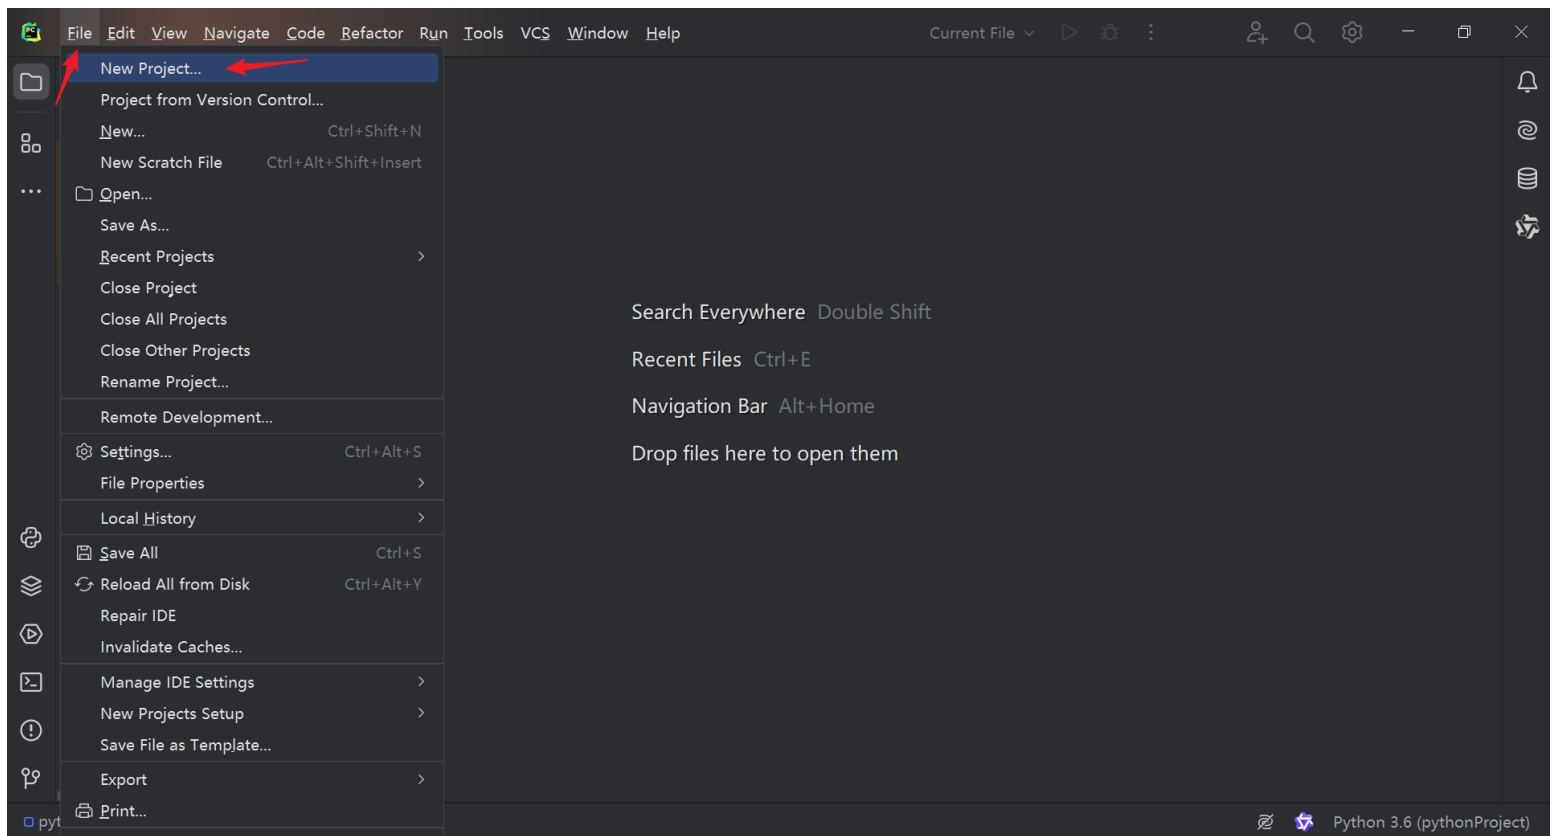 PC
File Edit View Navigate Code Refactor Run Tools VCS Window Help Current File
New Project...
Project from Version Control...
New... Ctrl+Shift+N
New Scratch File Ctrl+Alt+Shift+Insert
Open...
Save As...
Recent Projects
Close Project
Close All Projects
Close Other Projects
Rename Project...
Remote Development...
Settings... Ctrl+Alt+S
File Properties
Local History
Save All Ctrl+S
Reload All from Disk Ctrl+Alt+Y
Repair IDE
Invalidate Caches...
Manage IDE Settings
New Projects Setup
Save File as Template...
Export
Print...
Search Everywhere Double Shift
Recent Files Ctrl+E
Navigation Bar Alt+Home
Drop files here to open them
pyt
Python 3.6 (pythonProject)